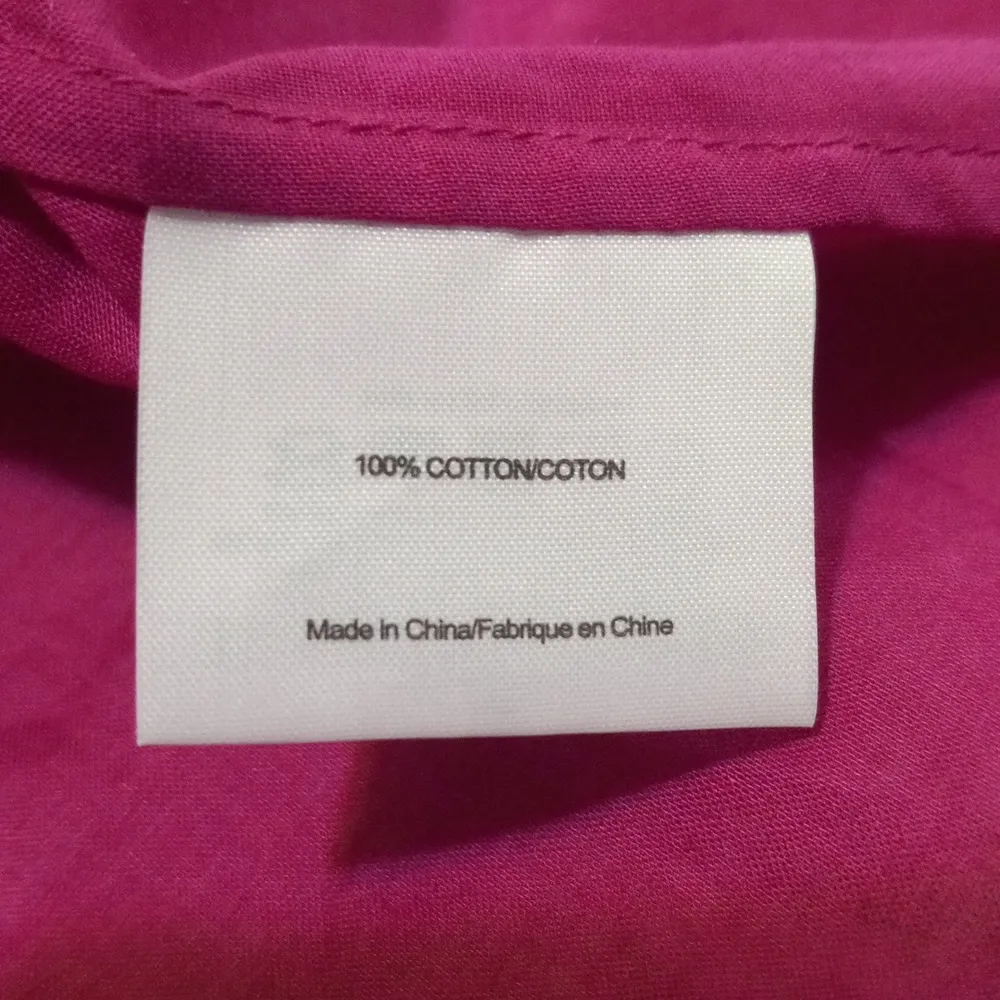 100% COTTON/COTON
Made in China/Fabrique en Chine